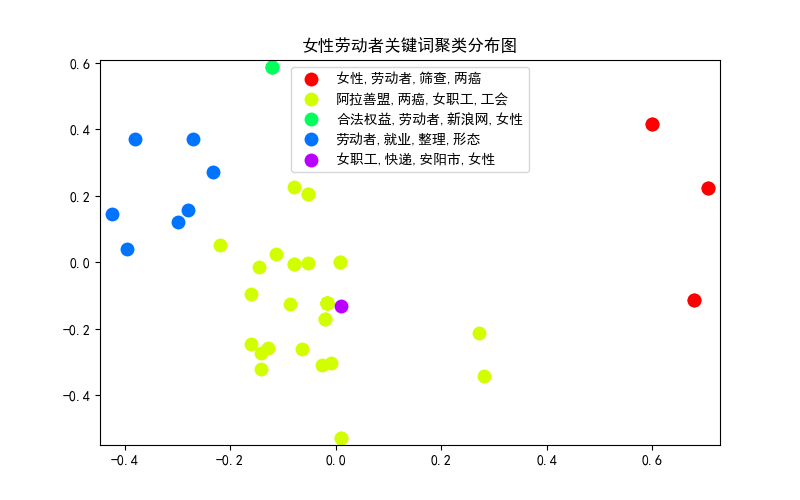 女性劳动者关键词聚类分布图
0.6
0.4
0.2
0.0
-0.2
-0.4
女性, 劳动者, 筛查, 两癌
阿拉善盟, 两癌, 女职工, 工会
合法权益, 劳动者, 新浪网, 女性
劳动者, 就业, 整理, 形态
女职工, 快递, 安阳市, 女性
-0.4 -0.2 0.0 0.2 0.4 0.6